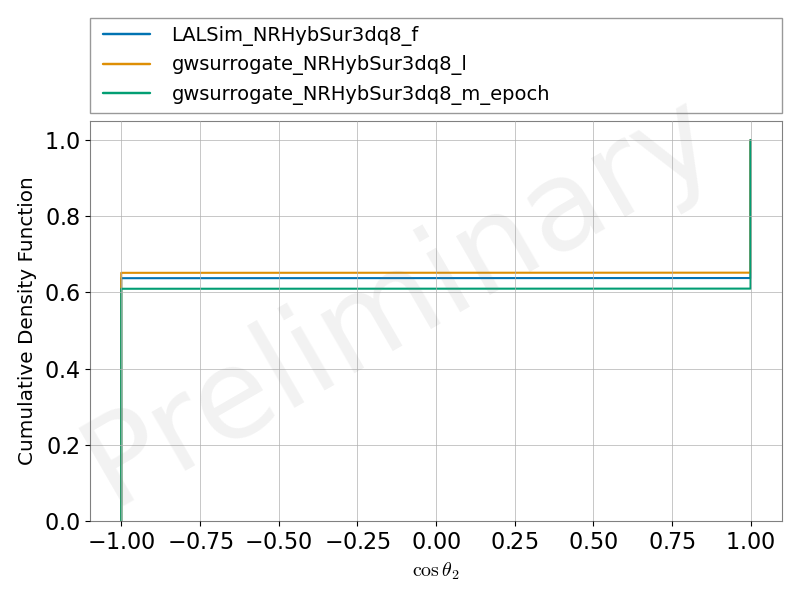 LALSim_NRHybSur3dq8_f
gwsurrogate_NRHybSur3dq8_l
gwsurrogate_NRHybSur3dq8_m_epoch
1.0
0.8
0.6
0.4
0.2
0.0
Cumulative Density Function
Preliminary
−1.00 −0.75 −0.50 −0.25 0.00 0.25 0.50 0.75 1.00
cos θ₂